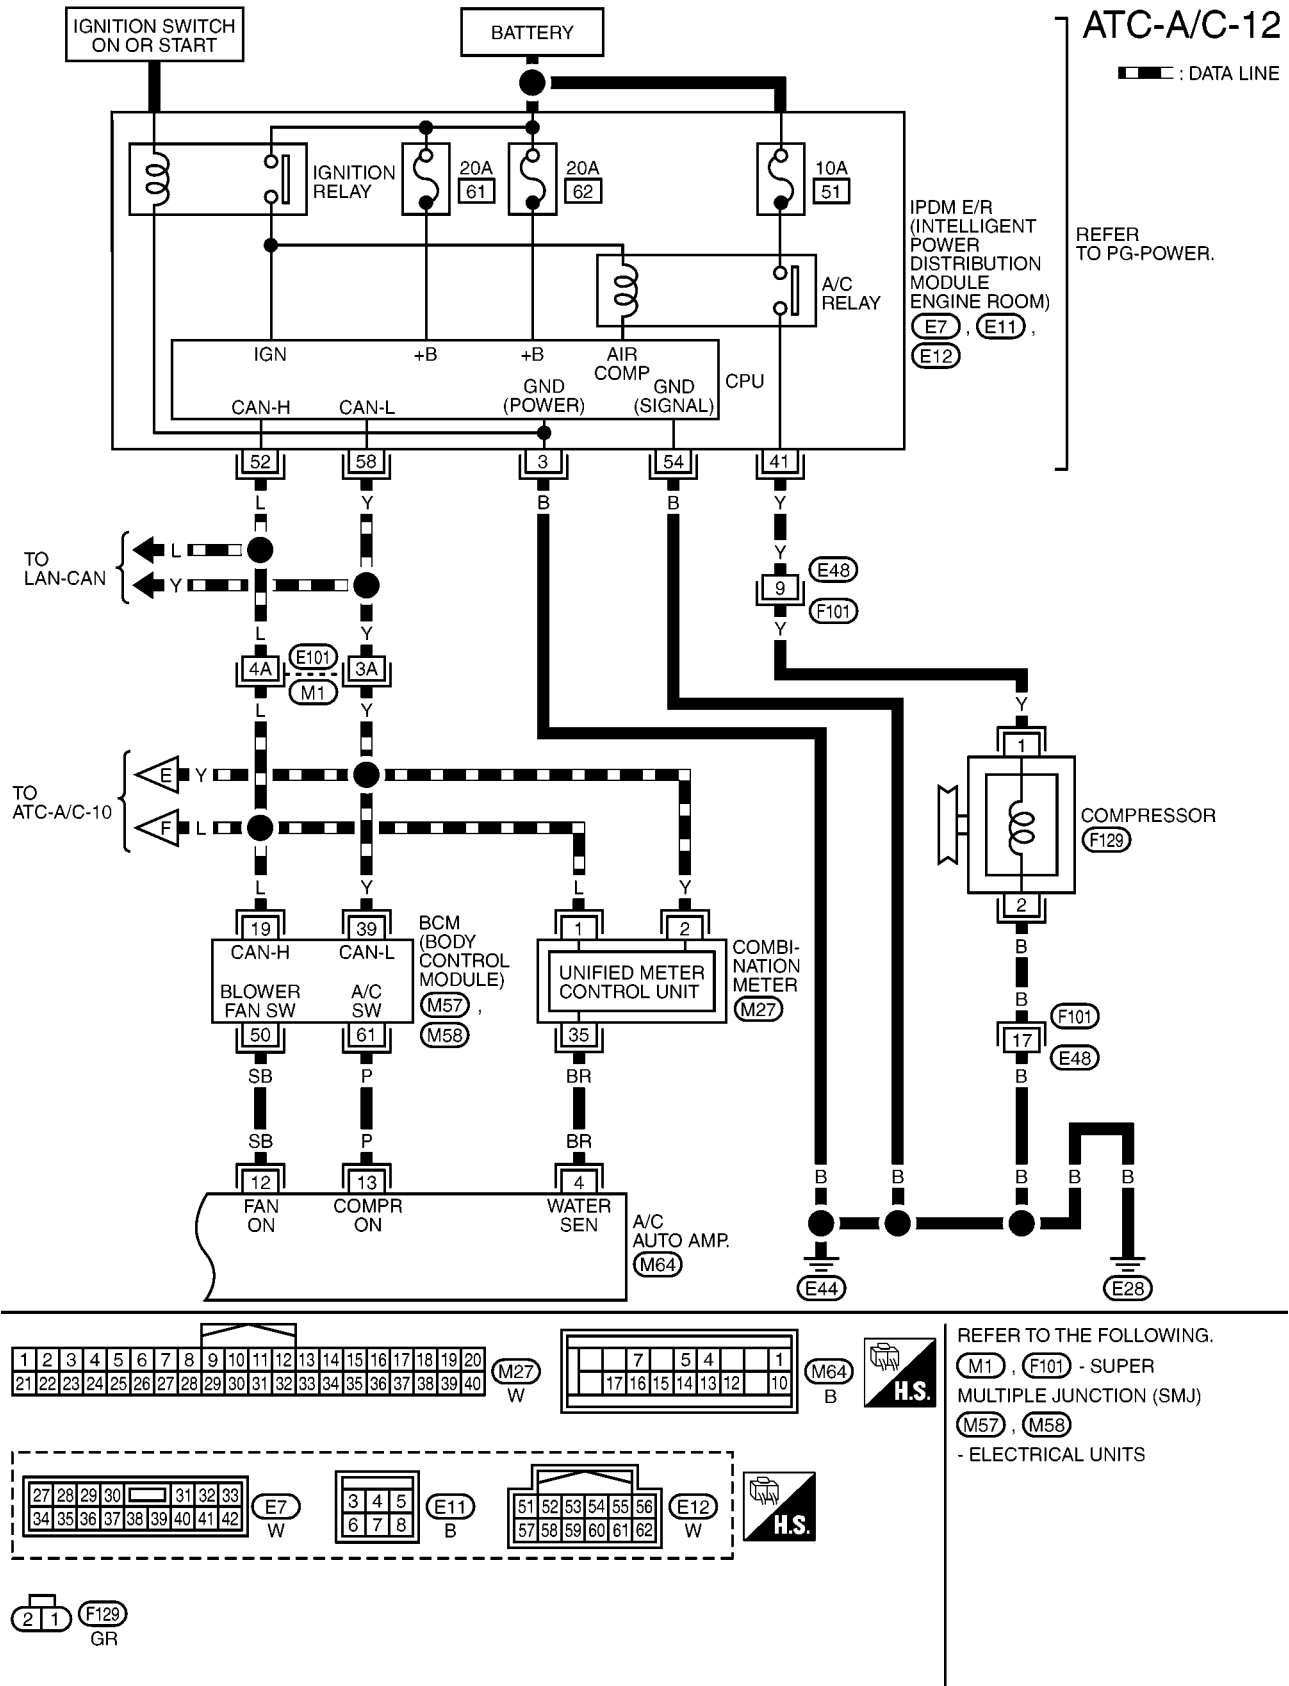 ATC-A/C-12
: DATA LINE
IGNITION SWITCH
ON OR START
BATTERY
IGNITION
RELAY
20A
61
20A
62
10A
51
IPDM E/R
(INTELLIGENT
POWER
DISTRIBUTION
MODULE
ENGINE ROOM)
E7 , E11 ,
E12
REFER
TO PG-POWER.
A/C
RELAY
IGN
+B
+B
AIR
COMP
CPU
CAN-H
CAN-L
GND
(POWER)
GND
(SIGNAL)
52
58
3
54
41
L
Y
B
B
Y
TO
LAN-CAN
L
Y
Y
E48
9
F101
L
Y
Y
4A
E101
M1
3A
L
Y
Y
1
TO
ATC-A/C-10
E
Y
F
L
COMPRESSOR
F129
2
L
Y
L
Y
19
39
1
2
CAN-H
CAN-L
BLOWER
FAN SW
A/C
SW
BCM
(BODY
CONTROL
MODULE)
M57 ,
M58
UNIFIED METER
CONTROL UNIT
COMBI-
NATION
METER
M27
B
B
F101
17
E48
B
50
61
35
SB
P
BR
SB
P
BR
12
13
4
FAN
ON
COMPR
ON
WATER
SEN
A/C
AUTO AMP.
M64
B
B
B
B
B
E44
E28
1 2 3 4 5 6 7 8 9 10 11 12 13 14 15 16 17 18 19 20
21 22 23 24 25 26 27 28 29 30 31 32 33 34 35 36 37 38 39 40
M27
W
7 5 4 1
17 16 15 14 13 12 10
M64
B
H.S.
REFER TO THE FOLLOWING.
M1 , F101 - SUPER
MULTIPLE JUNCTION (SMJ)
M57 , M58
- ELECTRICAL UNITS
27 28 29 30 31 32 33
34 35 36 37 38 39 40 41 42
E7
W
3 4 5
6 7 8
E11
B
51 52 53 54 55 56
57 58 59 60 61 62
E12
W
H.S.
2 1
F129
GR